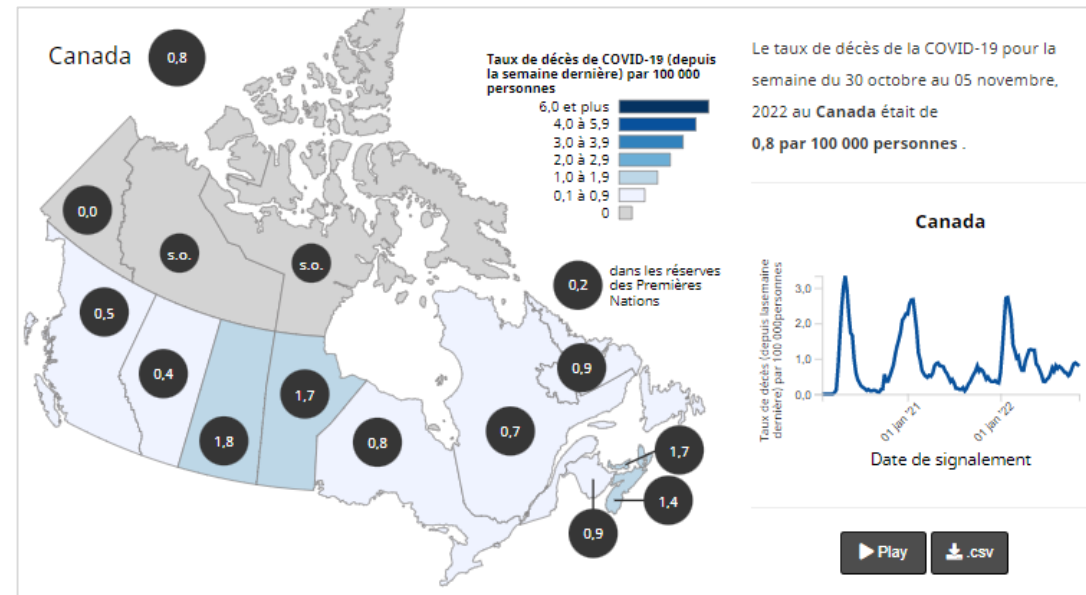 Canada
0,8
Taux de décès de COVID-19 (depuis
la semaine dernière) par 100 000
personnes
6,0 et plus
4,0 à 5,9
3,0 à 3,9
2,0 à 2,9
1,0 à 1,9
0,1 à 0,9
0
0,0
s.o.
s.o.
0,2
dans les réserves
des Premières
Nations
0,5
0,4
1,8
1,7
0,8
0,7
0,9
1,7
1,4
0,9
Le taux de décès de la COVID-19 pour la
semaine du 30 octobre au 05 novembre,
2022 au Canada était de
0,8 par 100 000 personnes .
Canada
Taux de décès (depuis lasemaine
dernière) par 100 000personnes
3,0
2,0
1,0
0,0
01 jan '21
01 jan '22
Date de signalement
Play
.csv